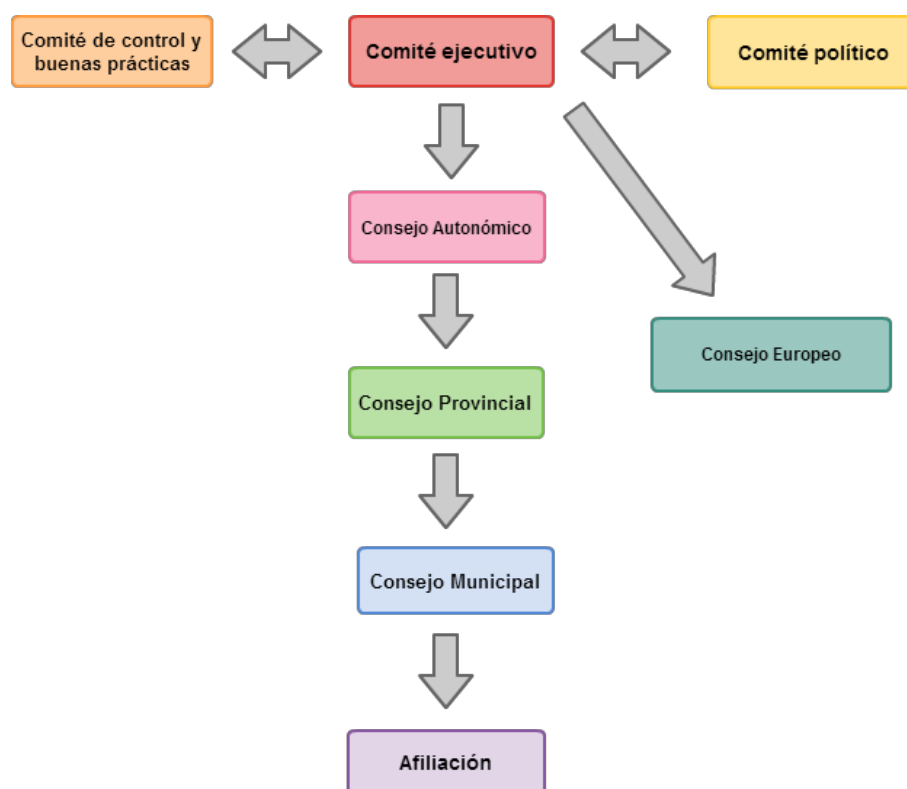 Comité de control y
buenas prácticas
Comité ejecutivo
Comité político
Consejo Autonómico
Consejo Europeo
Consejo Provincial
Consejo Municipal
Afiliación